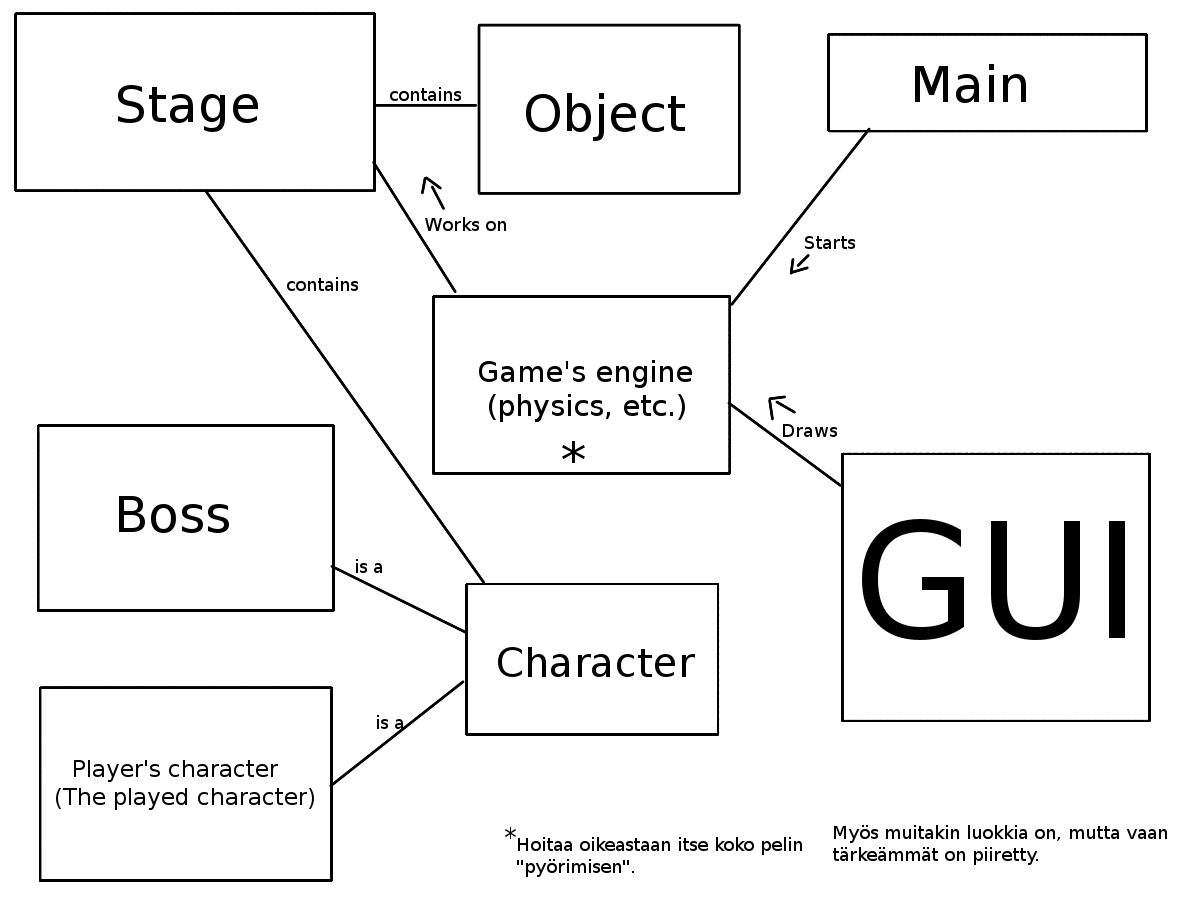 Stage
contains
Object
Main
Works on
Starts
contains
Game's engine
(physics, etc.)
*
Draws
Boss
GUI
is a
Character
is a
Player's character
(The played character)
*Hoitaa oikeastaan itse koko pelin
"pyörimisen".
Myös muitakin luokkia on, mutta vaan
tärkeämmät on piiretty.